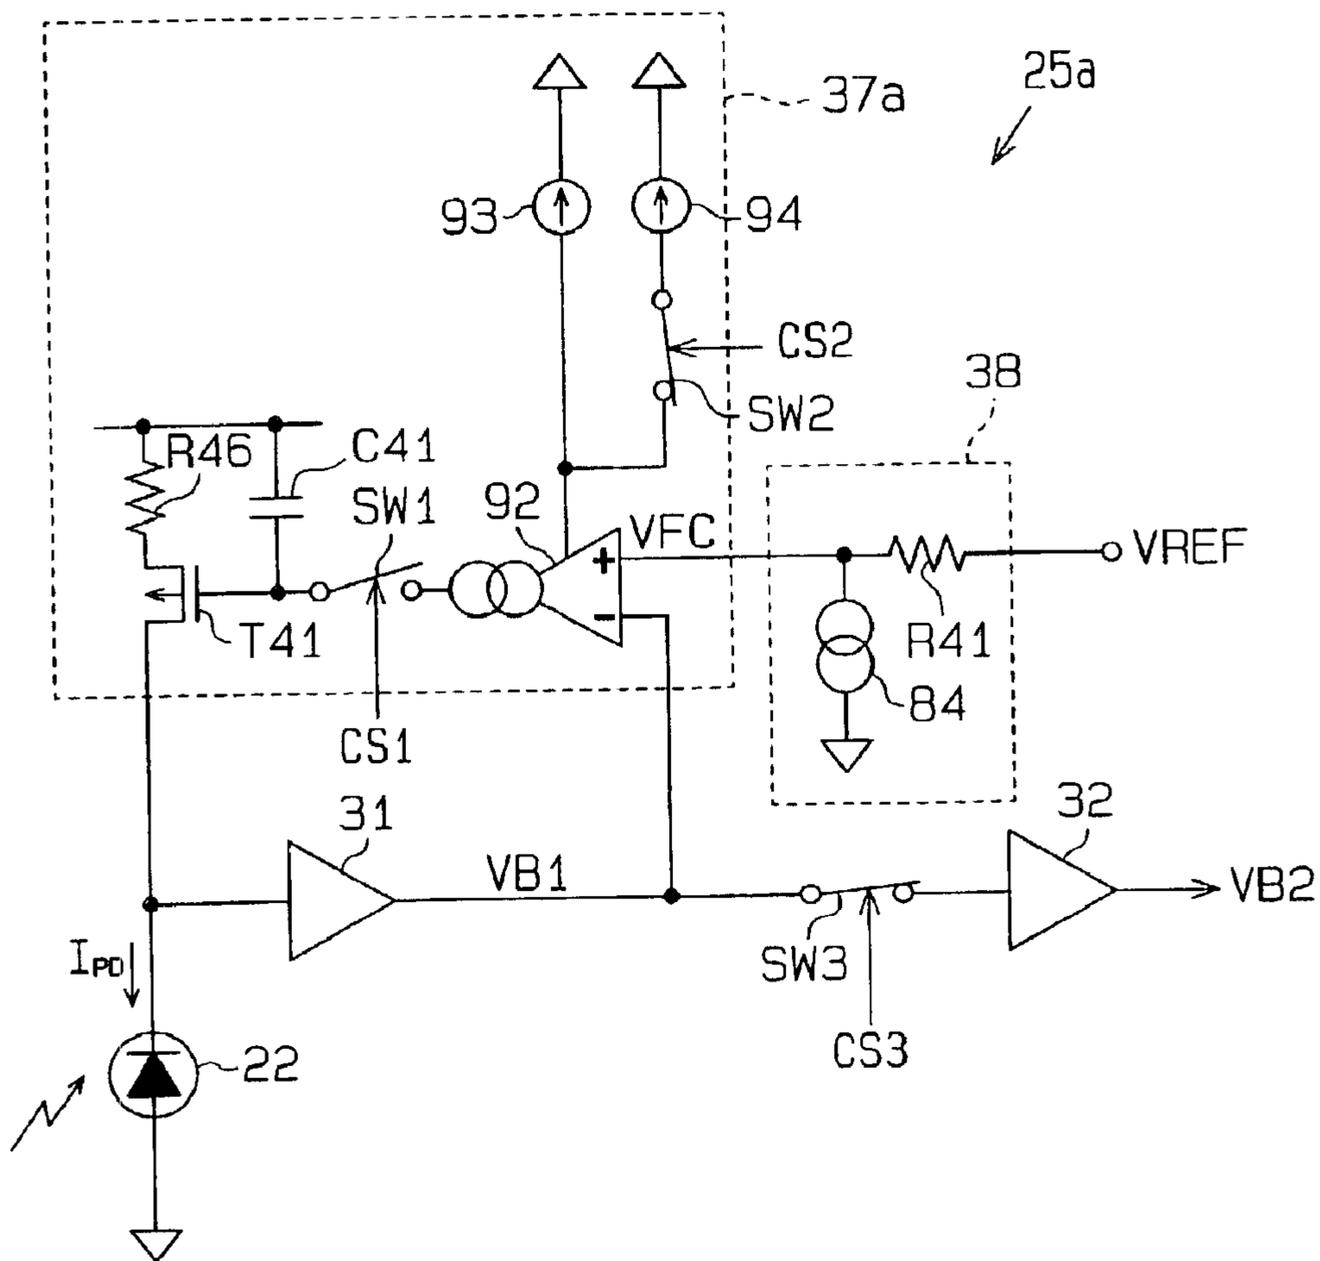 37a
25a
93
94
CS2
38
SW2
R46
C41
SW1
92
VFC
+
−
VREF
T41
R41
84
CS1
31
32
VB1
VB2
SW3
IPD
CS3
22